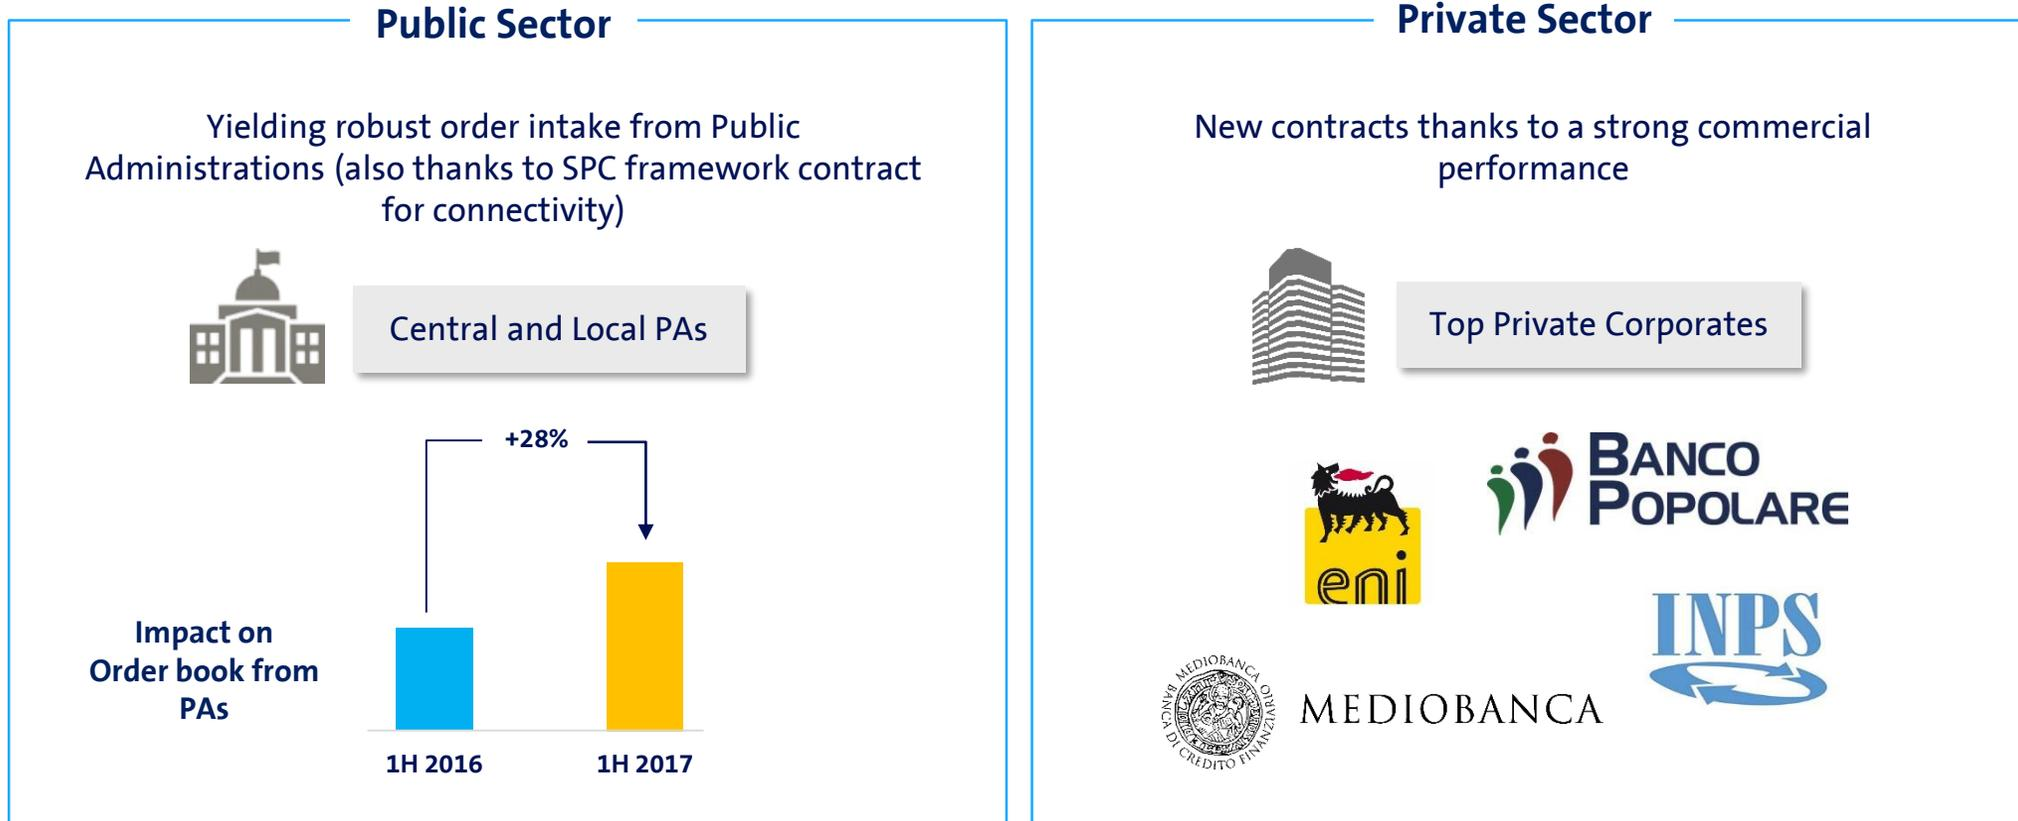 Public Sector
Yielding robust order intake from Public
Administrations (also thanks to SPC framework contract
for connectivity)
Central and Local PAs
+28%
Impact on
Order book from
PAs
1H 2016
1H 2017
Private Sector
New contracts thanks to a strong commercial
performance
Top Private Corporates
BANCO
POPOLARE
eni
INPS
MEDIOBANCA BANCA DI CREDITO FINANZIARIO
MEDIOBANCA